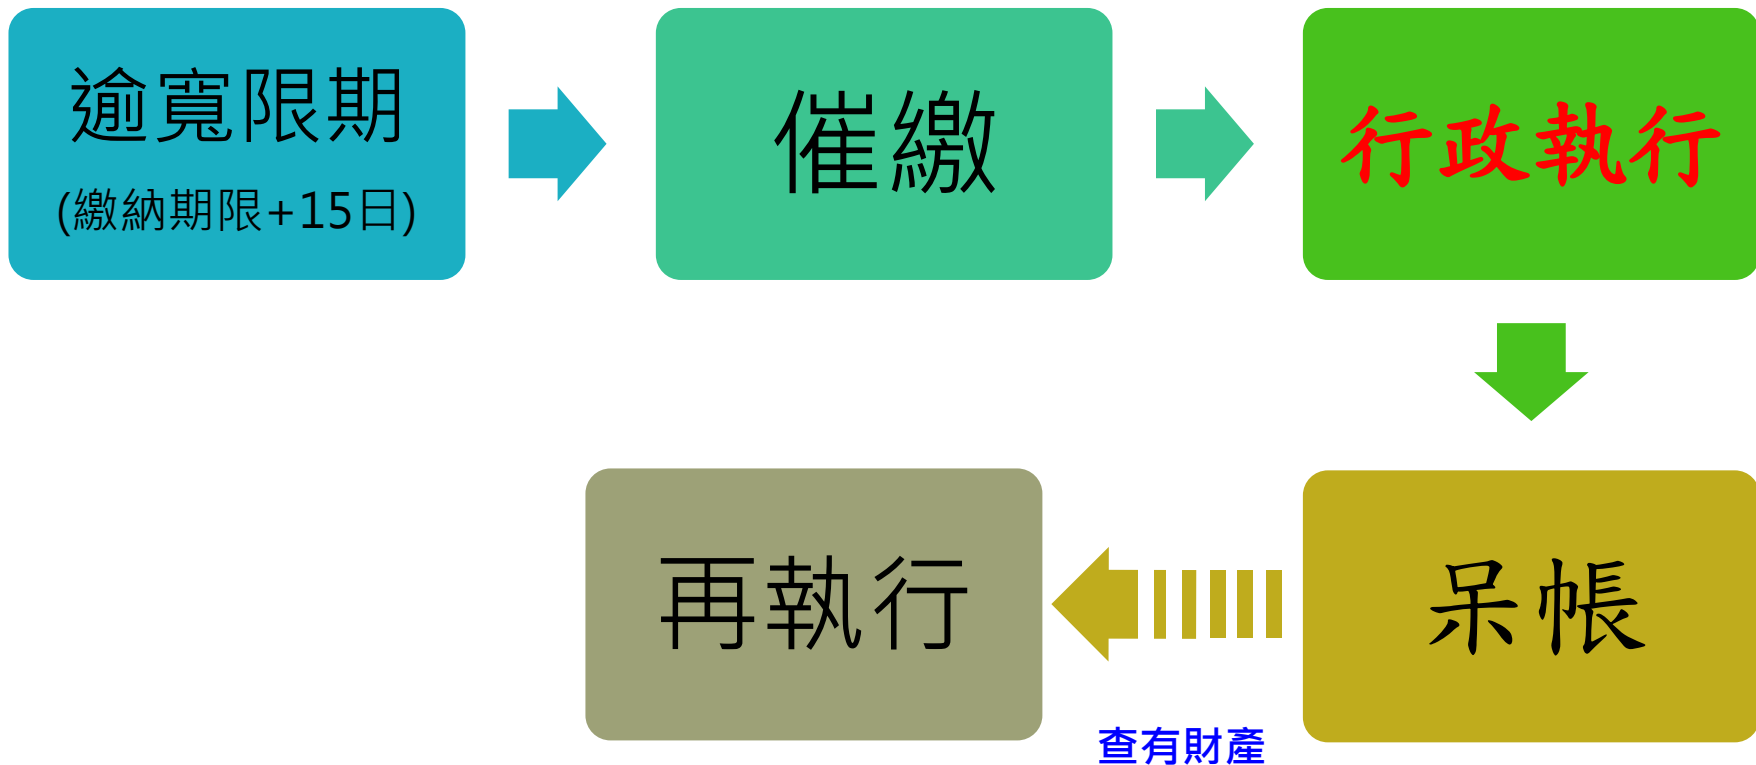 逾寬限期
(繳納期限+15日)
催繳
行政執行
呆帳
查有財產
再執行